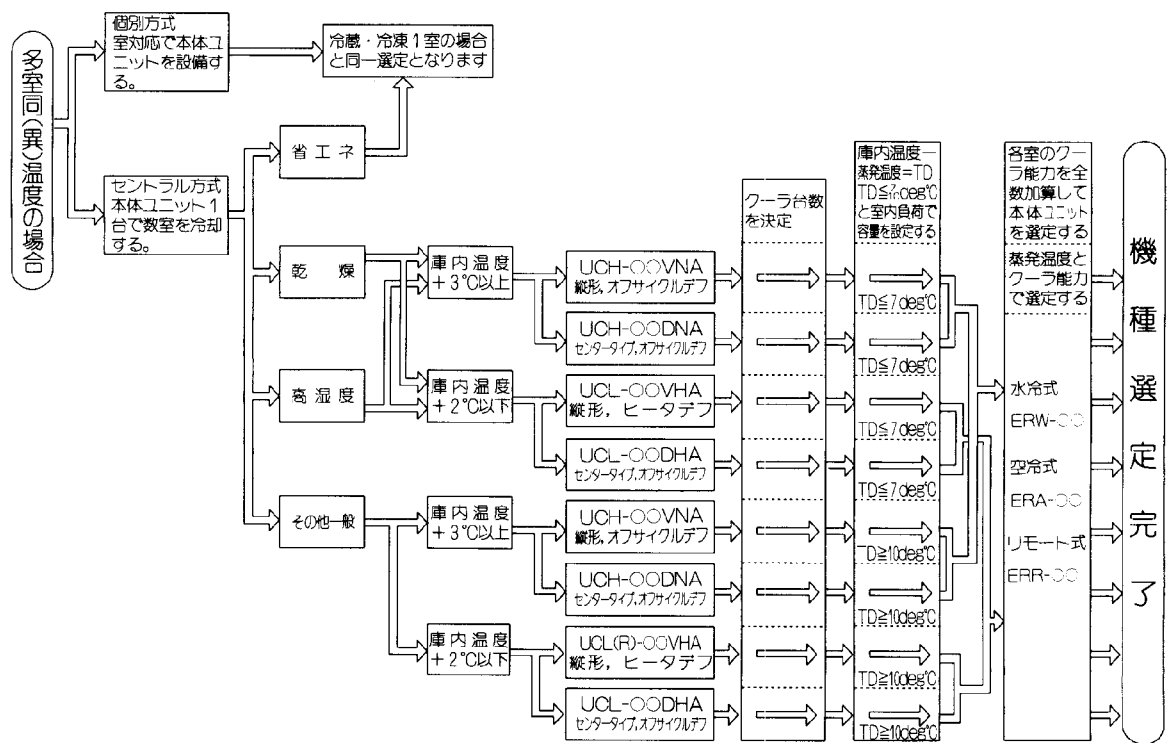 多室同(異)温度の場合
個別方式
室対応で本体ユ
ニットを設備す
る。
冷蔵・冷凍1室の場合
と同一選定となります
セントラル方式
本体ユニット1
台で数室を冷却
する。
省エネ
乾燥
高湿度
その他一般
庫内温度
+3℃以上
庫内温度
+2℃以下
庫内温度
+3℃以上
庫内温度
+2℃以下
UCH-○○VNA
縦形,オフサイクルデフ
UCH-○○DNA
センタータイプ,オフサイクルデフ
UCL-○○VHA
縦形,ヒータデフ
UCL-○○DHA
センタータイプ,オフサイクルデフ
UCH-○○VNA
縦形,オフサイクルデフ
UCH-○○DNA
センタータイプ,オフサイクルデフ
UCL(R)-○○VHA
縦形,ヒータデフ
UCL-○○DHA
センタータイプ,オフサイクルデフ
クーラ台数
を決定
庫内温度ー
蒸発温度=TD
と室内負荷で
容量を設定する
TD≦7deg℃
TD≦7deg℃
TD≦7deg℃
TD≦7deg℃
TD≧10deg℃
TD≧10deg℃
TD≧10deg℃
TD≧10deg℃
各室のクー
ラ能力を全
数加算して
本体ユニット
を選定する
蒸発温度と
クーラ能力
で選定する
水冷式
ERW-○○
空冷式
ERA-○○
リモート式
ERR-○○
機種選定完了